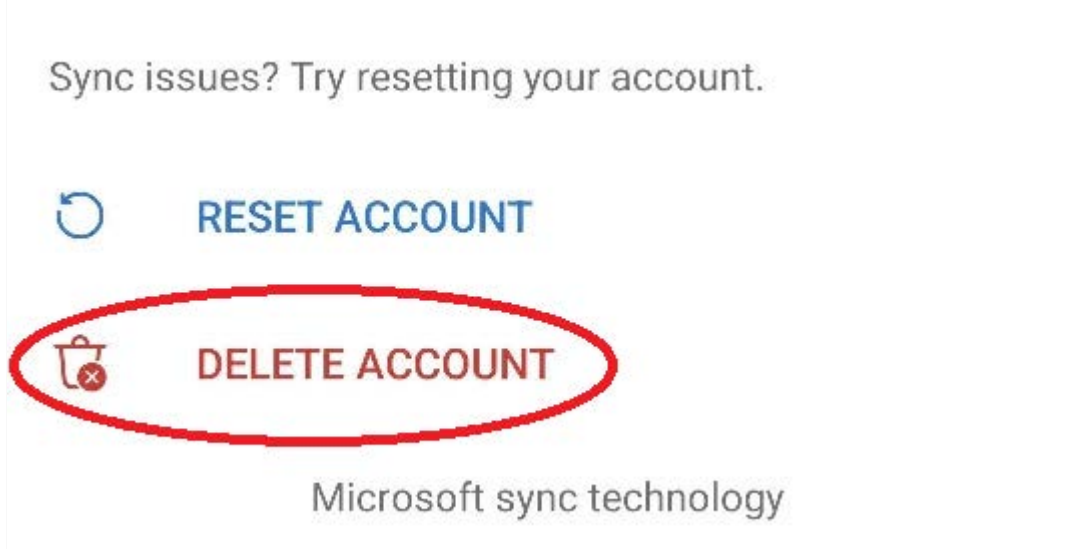 Sync issues? Try resetting your account.
RESET ACCOUNT
DELETE ACCOUNT
Microsoft sync technology